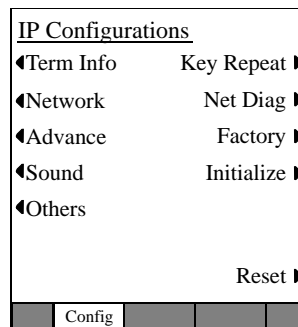 IP Configurations
Term Info Key Repeat
Network Net Diag
Advance Factory
Sound Initialize
Others
Reset
Config